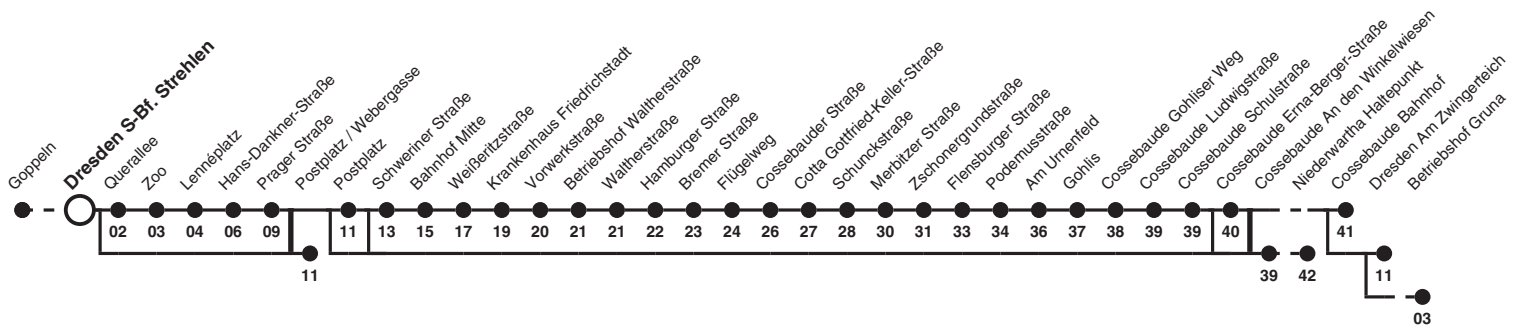 Goppeln
Dresden S-Bf. Strehlen
Querallee
Zoo
Lennéplatz
Hans-Dankner-Straße
Prager Straße
Postplatz / Webergasse
Postplatz
Schweriner Straße
Bahnhof Mitte
Weißeritzstraße
Krankenhaus Friedrichstadt
Vorwerkstraße
Betriebshof Waltherstraße
Waltherstraße
Hamburger Straße
Bremer Straße
Flügelweg
Cossebauder Straße
Cotta Gottfried-Keller-Straße
Schunckstraße
Merbitzer Straße
Zschonergrundstraße
Flensburger Straße
Podemusstraße
Am Urnenfeld
Gohlis
Cossebaude Gohliser Weg
Cossebaude Ludwigstraße
Cossebaude Schulstraße
Cossebaude Erna-Berger-Straße
Cossebaude An den Winkelwiesen
Niederwartha Haltepunkt
Cossebaude Bahnhof
Dresden Am Zwingerteich
Betriebshof Gruna
02 03 04 06 09 11 13 15 17 19 20 21 21 22 23 24 26 27 28 30 31 33 34 36 37 38 39 39 40 41
11 39 42 11
03